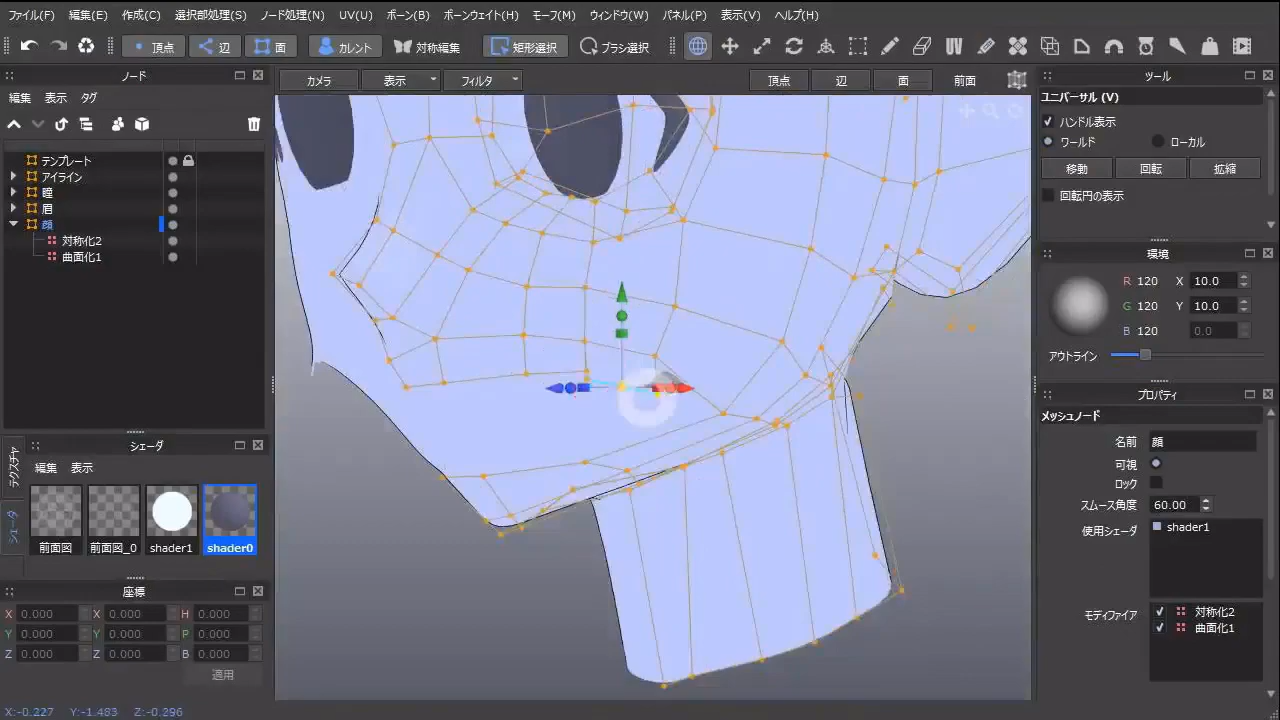 ファイル(F) 編集(E) 作成(C) 選択部処理(S) ノード処理(N) UV(U) ボーン(B) ボーンウェイト(H) モーフ(M) ウィンドウ(W) パネル(P) 表示(V) ヘルプ(H)
頂点 辺 面 カレント 対称編集 矩形選択 ブラシ選択
ノード
編集 表示 タグ
テンプレート
アイライン
瞳
眉
顔
対称化2
曲面化1
テクスチャ
シェーダ
シェーダ
編集 表示
前面図 前面図_0 shader1 shader0
座標
X 0.000 X 0.000 H 0.000
Y 0.000 Y 0.000 P 0.000
Z 0.000 Z 0.000 B 0.000
適用
X:-0.227 Y:-1.483 Z:-0.296
カメラ 表示 フィルタ 頂点 辺 面 前面
ツール
ユニバーサル (V)
ハンドル表示
ワールド ローカル
移動 回転 拡縮
回転円の表示
環境
R 120 X 10.0
G 120 Y 10.0
B 120 0.0
アウトライン
プロパティ
メッシュノード
名前 顔
可視
ロック
スムース角度 60.00
使用シェーダ shader1
モディファイア 対称化2
曲面化1